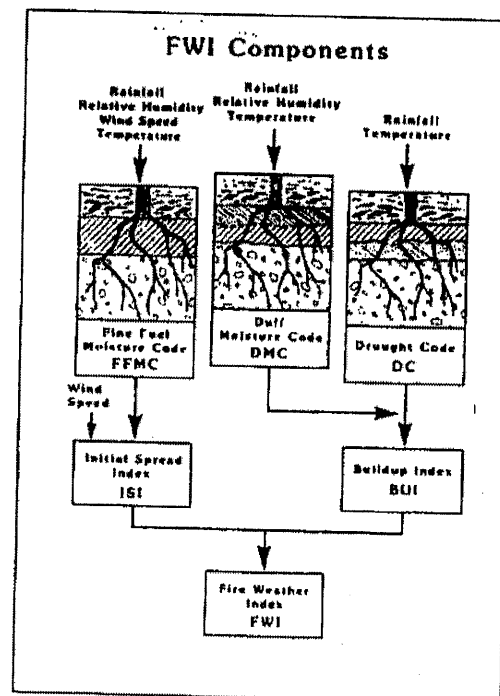 FWI Components
Rainfall
Relative Humidity
Wind Speed
Temperature
Rainfall
Relative Humidity
Temperature
Rainfall
Temperature
Fine Fuel
Moisture Code
FFMC
Duff
Moisture Code
DMC
Drought Code
DC
Wind
Speed
Initial Spread
Index
ISI
Buildup Index
BUI
Fire Weather
Index
FWI